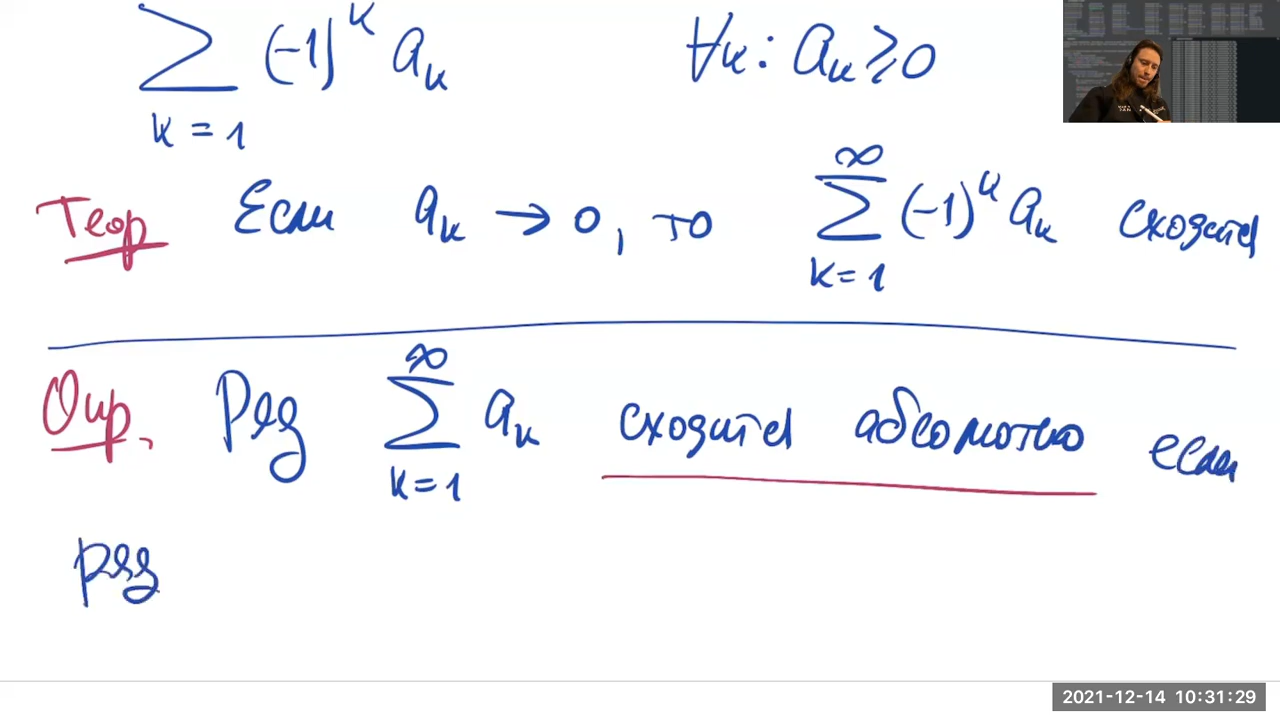 ∑ (-1)^k a_k   ∀k: a_k ⩾ 0
k = 1
Теор   Если a_k → 0, то ∑_{k=1}^{∞} (-1)^k a_k сходится
Опр.   Ряд ∑_{k=1}^{∞} a_k сходится абсолютно если
ряд
2021-12-14 10:31:29